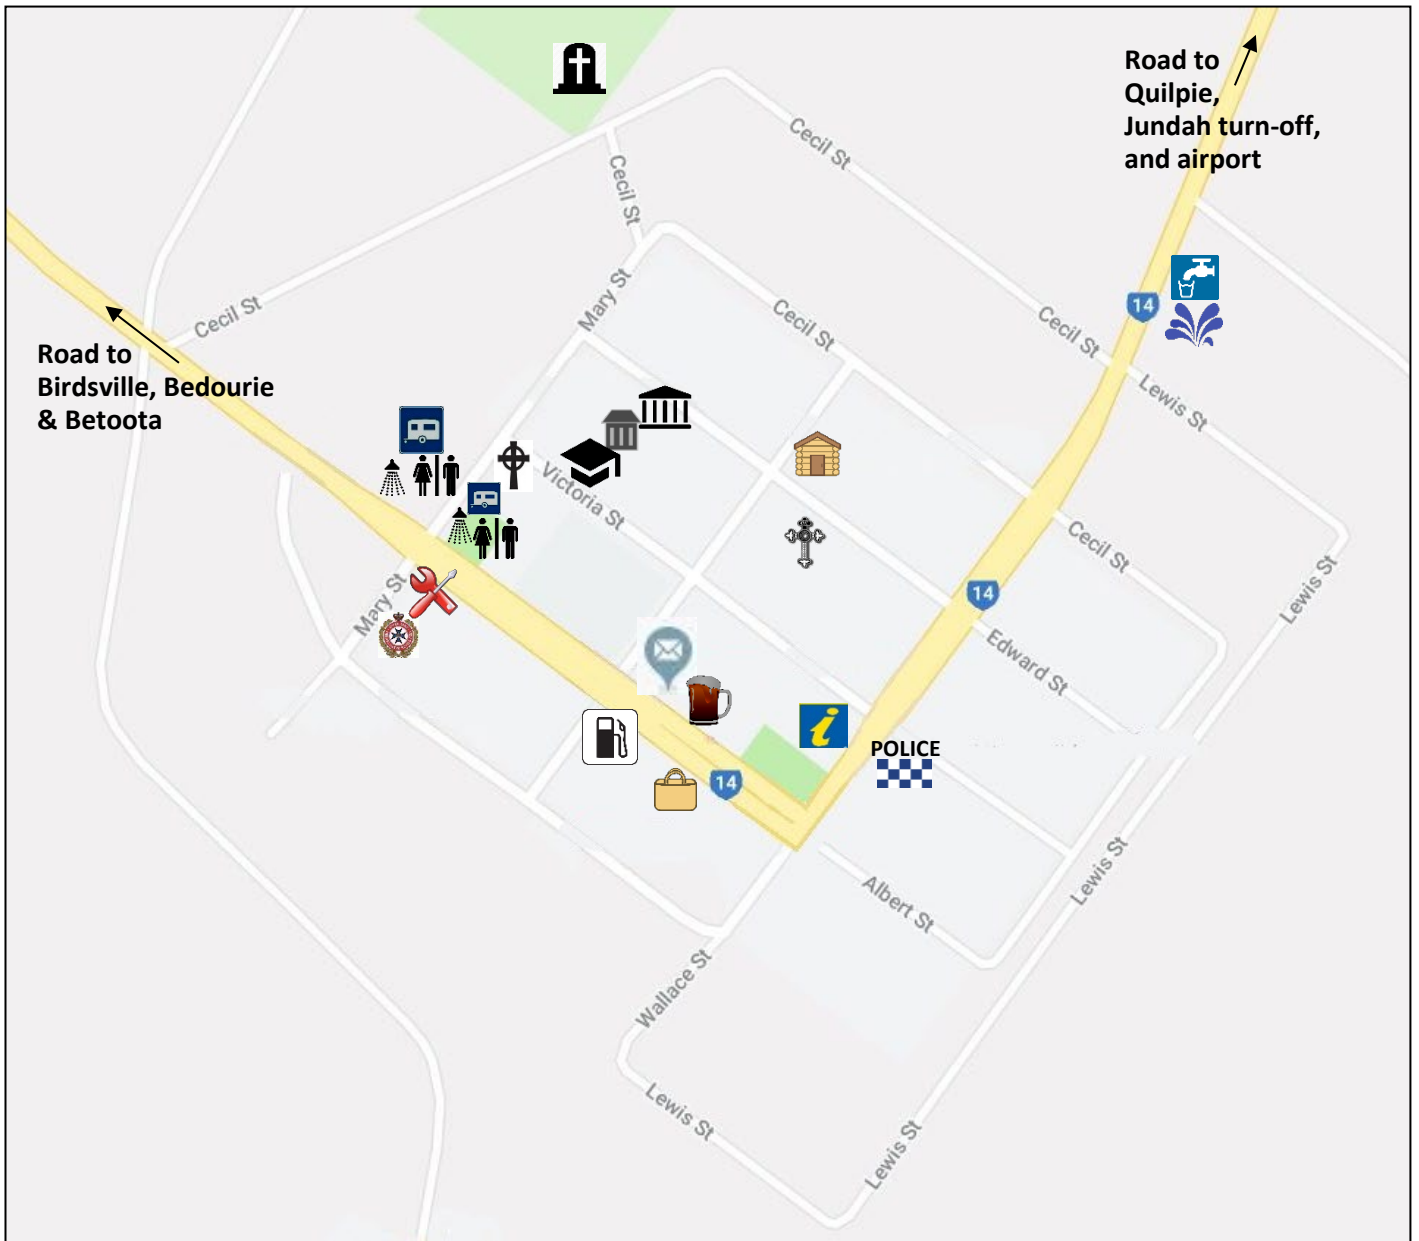 Road to
Quilpie,
Jundah turn-off,
and airport
Cecil St
Cecil St
Mary St
Cecil St
Cecil St
Cecil St
14
Road to
Birdsville, Bedourie
& Betoota
Lewis St
Victoria St
Cecil St
Mary St
14
Lewis St
Edward St
i
POLICE
14
Albert St
Lewis St
Wallace St
Lewis St
Lewis St